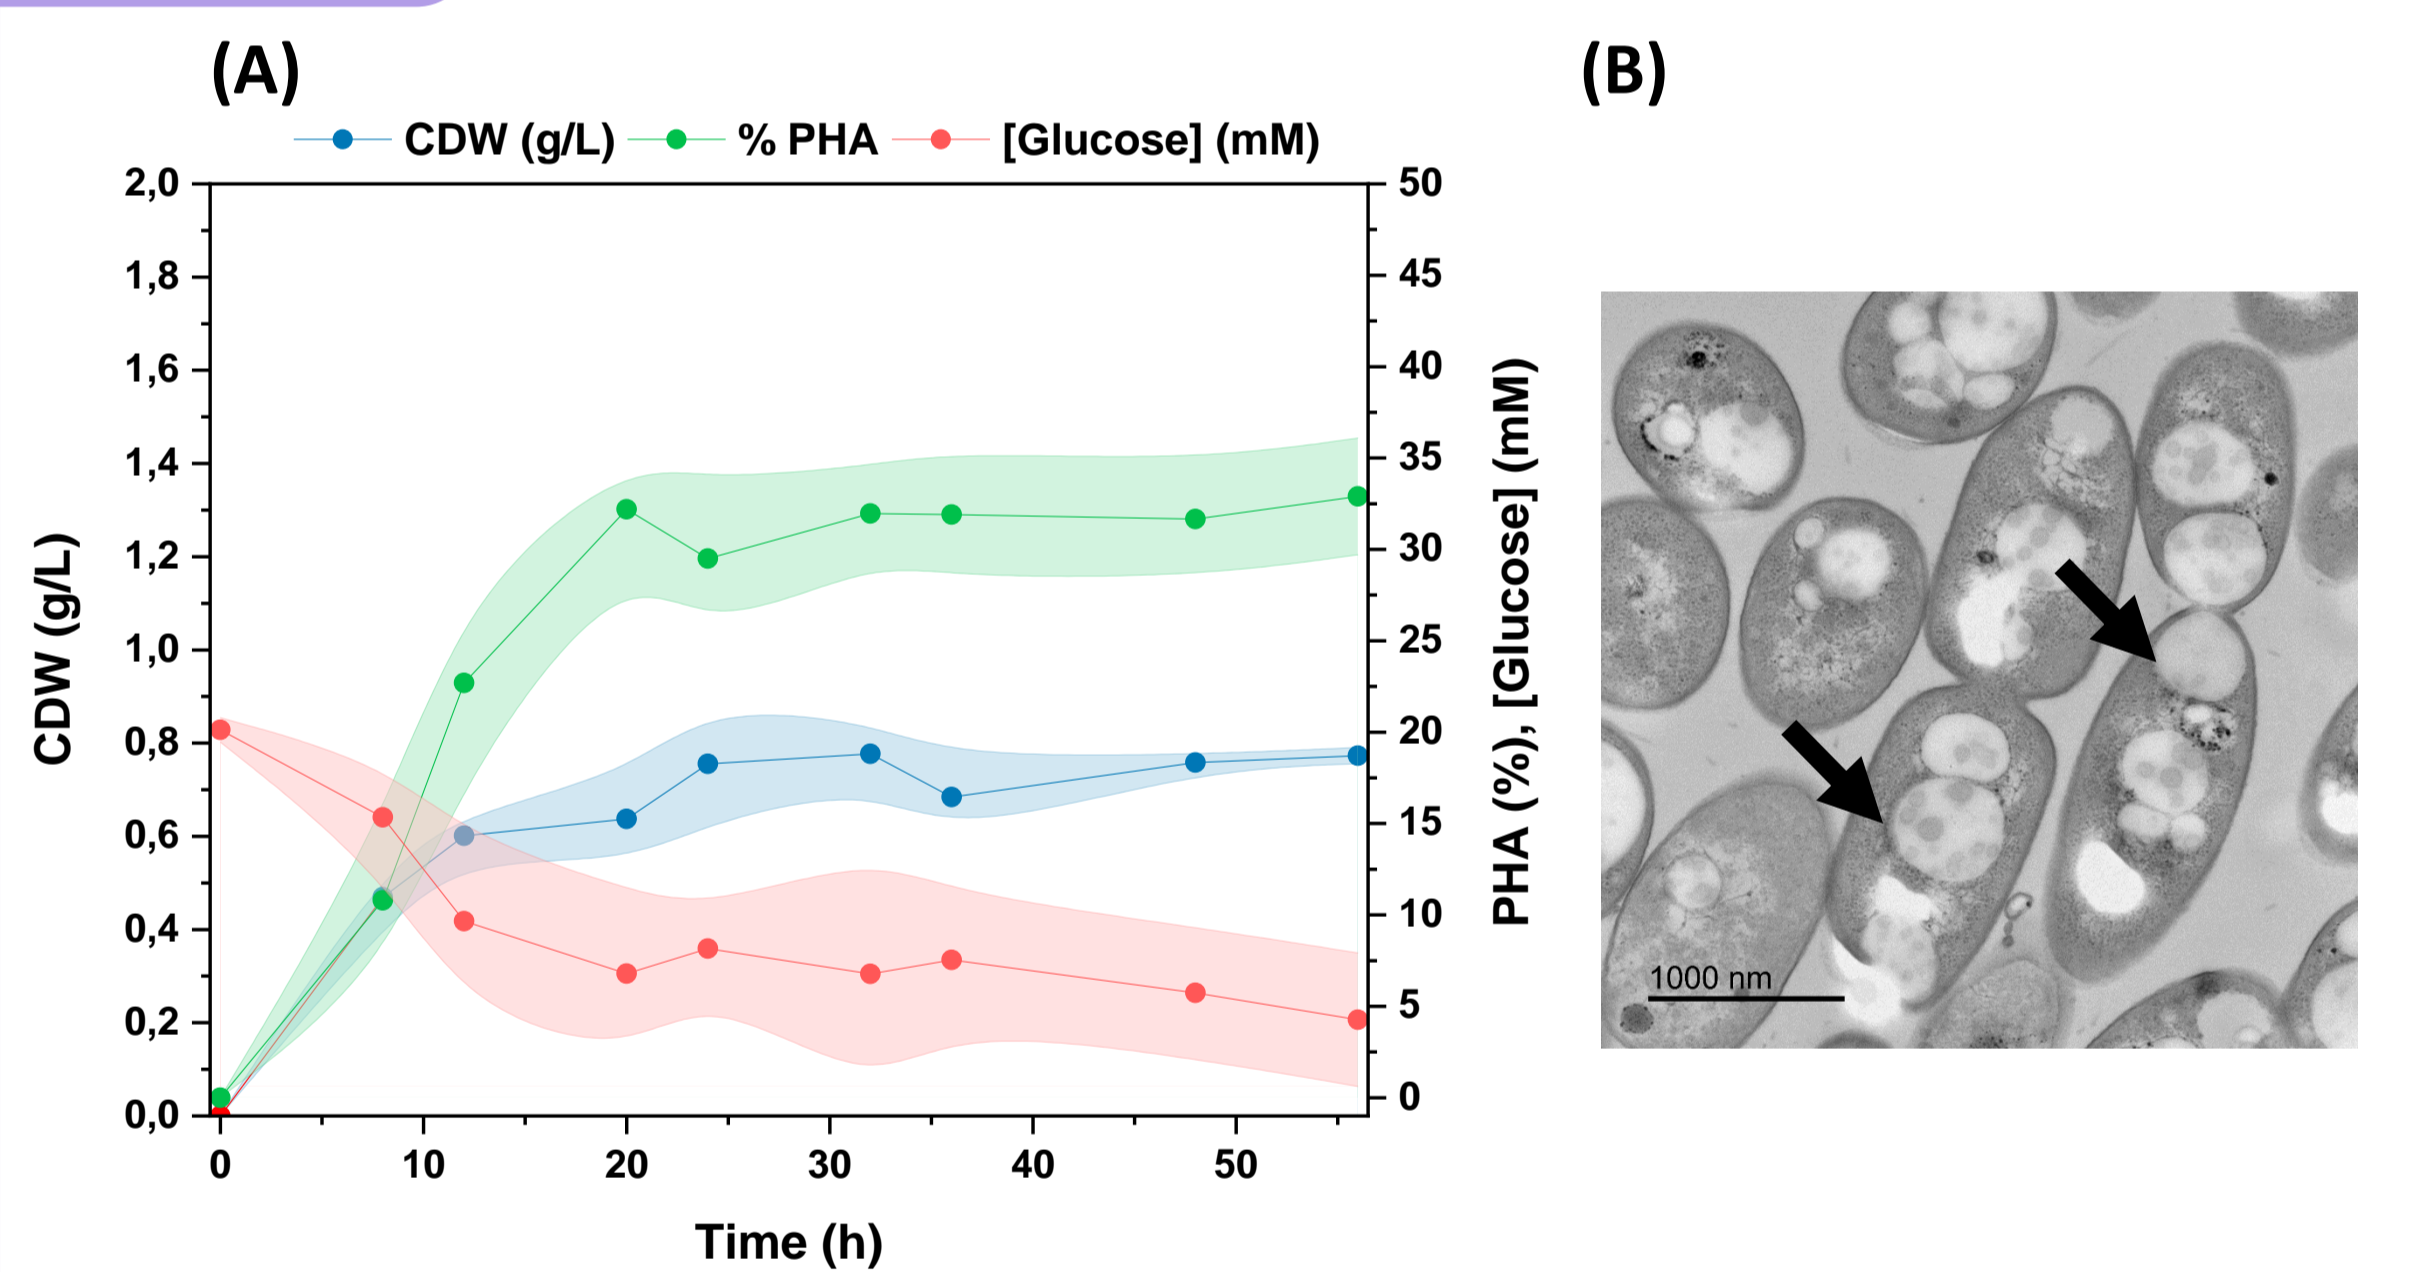 (A)
(B)
CDW (g/L) % PHA [Glucose] (mM)
2,0
1,8
1,6
1,4
1,2
1,0
0,8
0,6
0,4
0,2
0,0
CDW (g/L)
50
45
40
35
30
25
20
15
10
5
0
PHA (%), [Glucose] (mM)
0 10 20 30 40 50
Time (h)
1000 nm